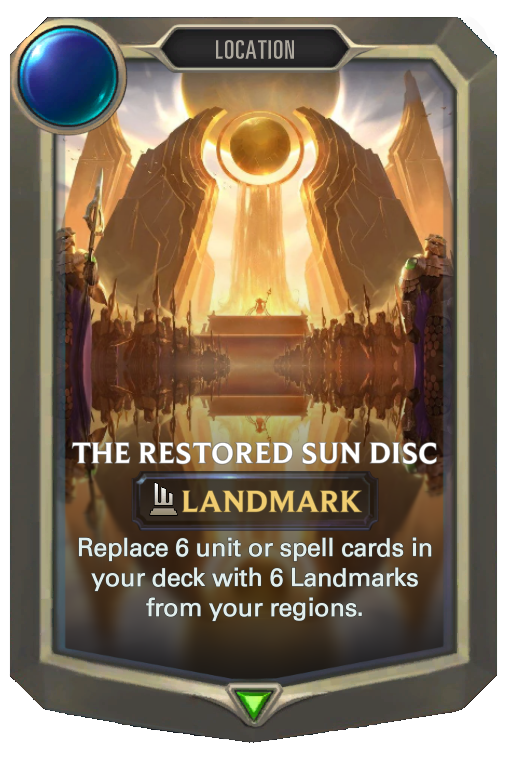 LOCATION
THE RESTORED SUN DISC
LANDMARK
Replace 6 unit or spell cards in
your deck with 6 Landmarks
from your regions.